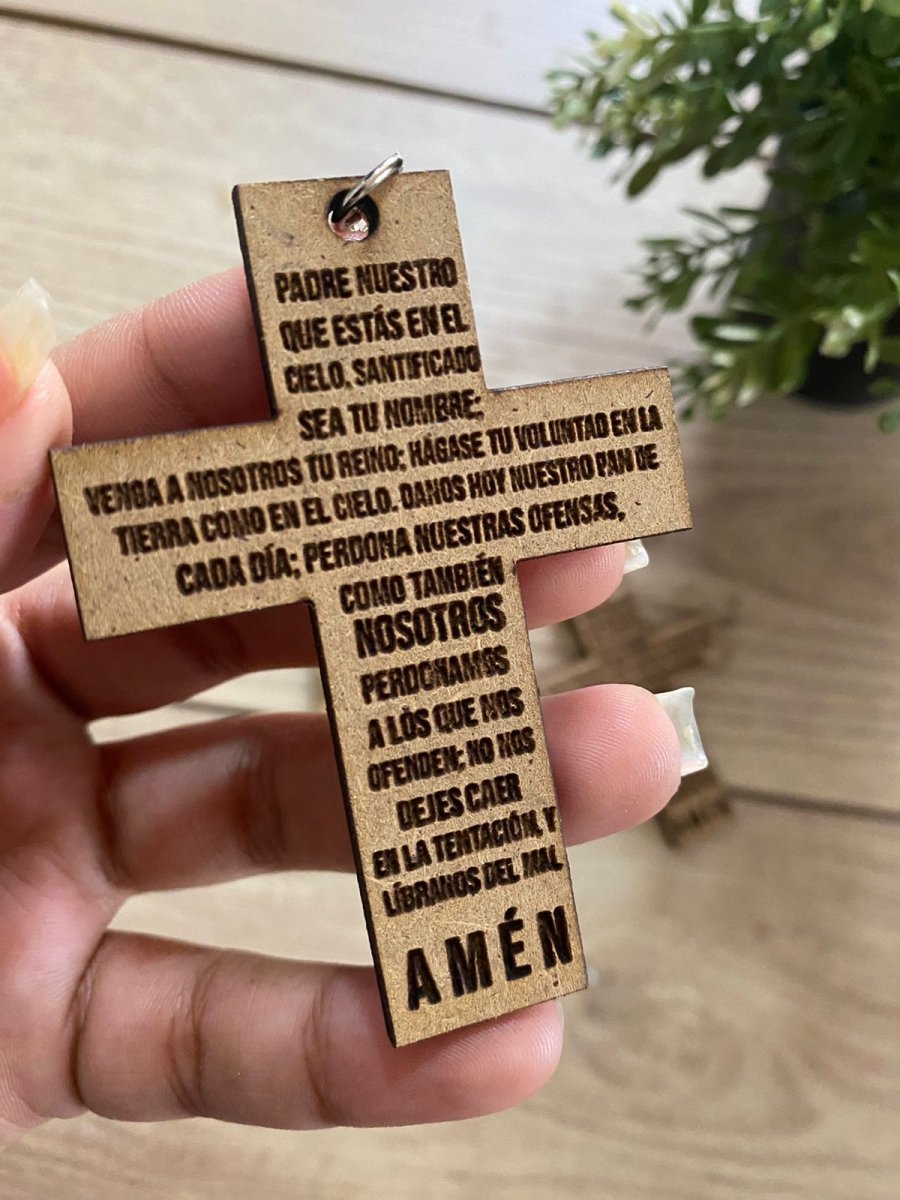 PADRE NUESTRO
QUE ESTÁS EN EL
CIELO, SANTIFICADO
SEA TU NOMBRE;
VENGA A NOSOTROS TU REINO; HÁGASE TU VOLUNTAD EN LA
TIERRA COMO EN EL CIELO. DANOS HOY NUESTRO PAN DE
CADA DÍA; PERDONA NUESTRAS OFENSAS,
COMO TAMBIÉN
NOSOTROS
PERDONAMOS
A LOS QUE NOS
OFENDEN; NO NOS
DEJES CAER
EN LA TENTACIÓN, Y
LÍBRANOS DEL MAL
AMÉN